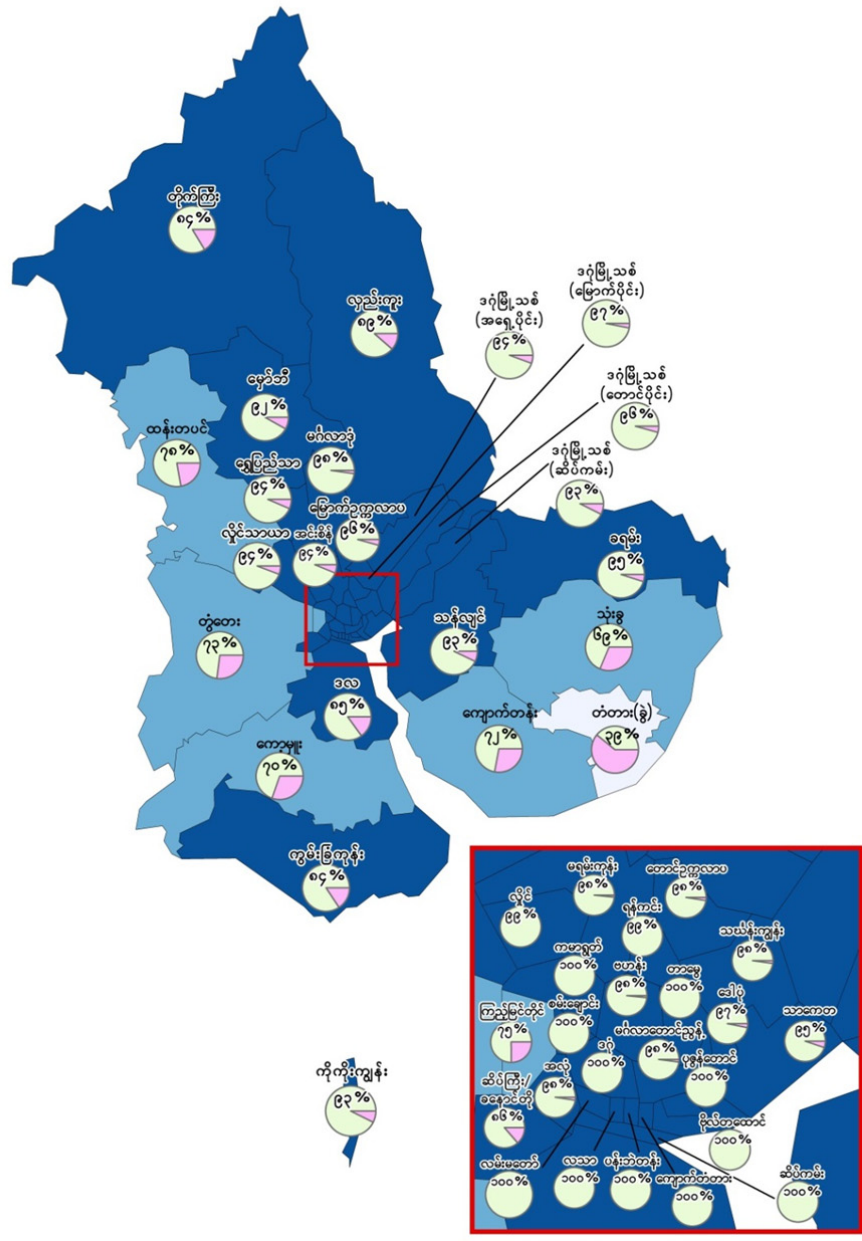 တိုက်ကြီး
၈၄%
လှည်းကူး
၈၉%
ဒဂုံမြို့သစ်
(အရှေ့ပိုင်း)
၉၄%
ဒဂုံမြို့သစ်
(မြောက်ပိုင်း)
၉၇%
ဒဂုံမြို့သစ်
(တောင်ပိုင်း)
၉၆%
ဒဂုံမြို့သစ်
(ဆိပ်ကမ်း)
၉၃%
မှော်ဘီ
၉၂%
ထန်းတပင်
၇၈%
မင်္ဂလာဒုံ
၉၈%
ရွှေပြည်သာ
၉၄%
မြောက်ဥက္ကလာပ
၉၆%
လှိုင်သာယာ
၉၄%
အင်းစိန်
၉၄%
ခရမ်း
၉၅%
တွံတေး
၇၃%
သန်လျင်
၉၃%
သုံးခွ
၆၉%
ဒလ
၈၅%
ကျောက်တန်း
၇၂%
တံတား(ခွဲ)
၃၉%
ကော့မှူး
၇၀%
ကွမ်းခြံကုန်း
၈၄%
ကိုကိုးကျွန်း
၉၃%
လှိုင်
၉၉%
မရမ်းကုန်း
၉၈%
တောင်ဥက္ကလာပ
၉၈%
ရန်ကင်း
၉၉%
သင်္ဃန်းကျွန်း
၉၈%
ကမာရွတ်
၁၀၀%
ဗဟန်း
၉၈%
တာမွေ
၁၀၀%
ဒေါပုံ
၉၇%
သာကေတ
၉၅%
ကြည့်မြင်တိုင်
၇၅%
စမ်းချောင်း
၁၀၀%
မင်္ဂလာတောင်ညွန့်
၉၈%
ဒဂုံ
၁၀၀%
ပုဇွန်တောင်
၁၀၀%
အလုံ
၉၈%
ဆိပ်ကြီး/
ခနောင်တို
၈၆%
ဗိုလ်တထောင်
၁၀၀%
လမ်းမတော်
၁၀၀%
လသာ
၁၀၀%
ပန်းဘဲတန်း
၁၀၀%
ကျောက်တံတား
၁၀၀%
ဆိပ်ကမ်း
၁၀၀%